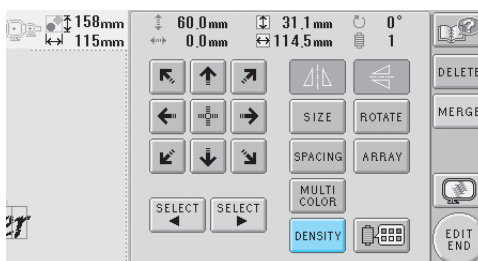 158mm
115mm
60.0mm
31.1mm
0°
0.0mm
114.5mm
1
DELETE
SIZE
ROTATE
MERGE
SPACING
ARRAY
MULTI
COLOR
SELECT
SELECT
DENSITY
EDIT
END